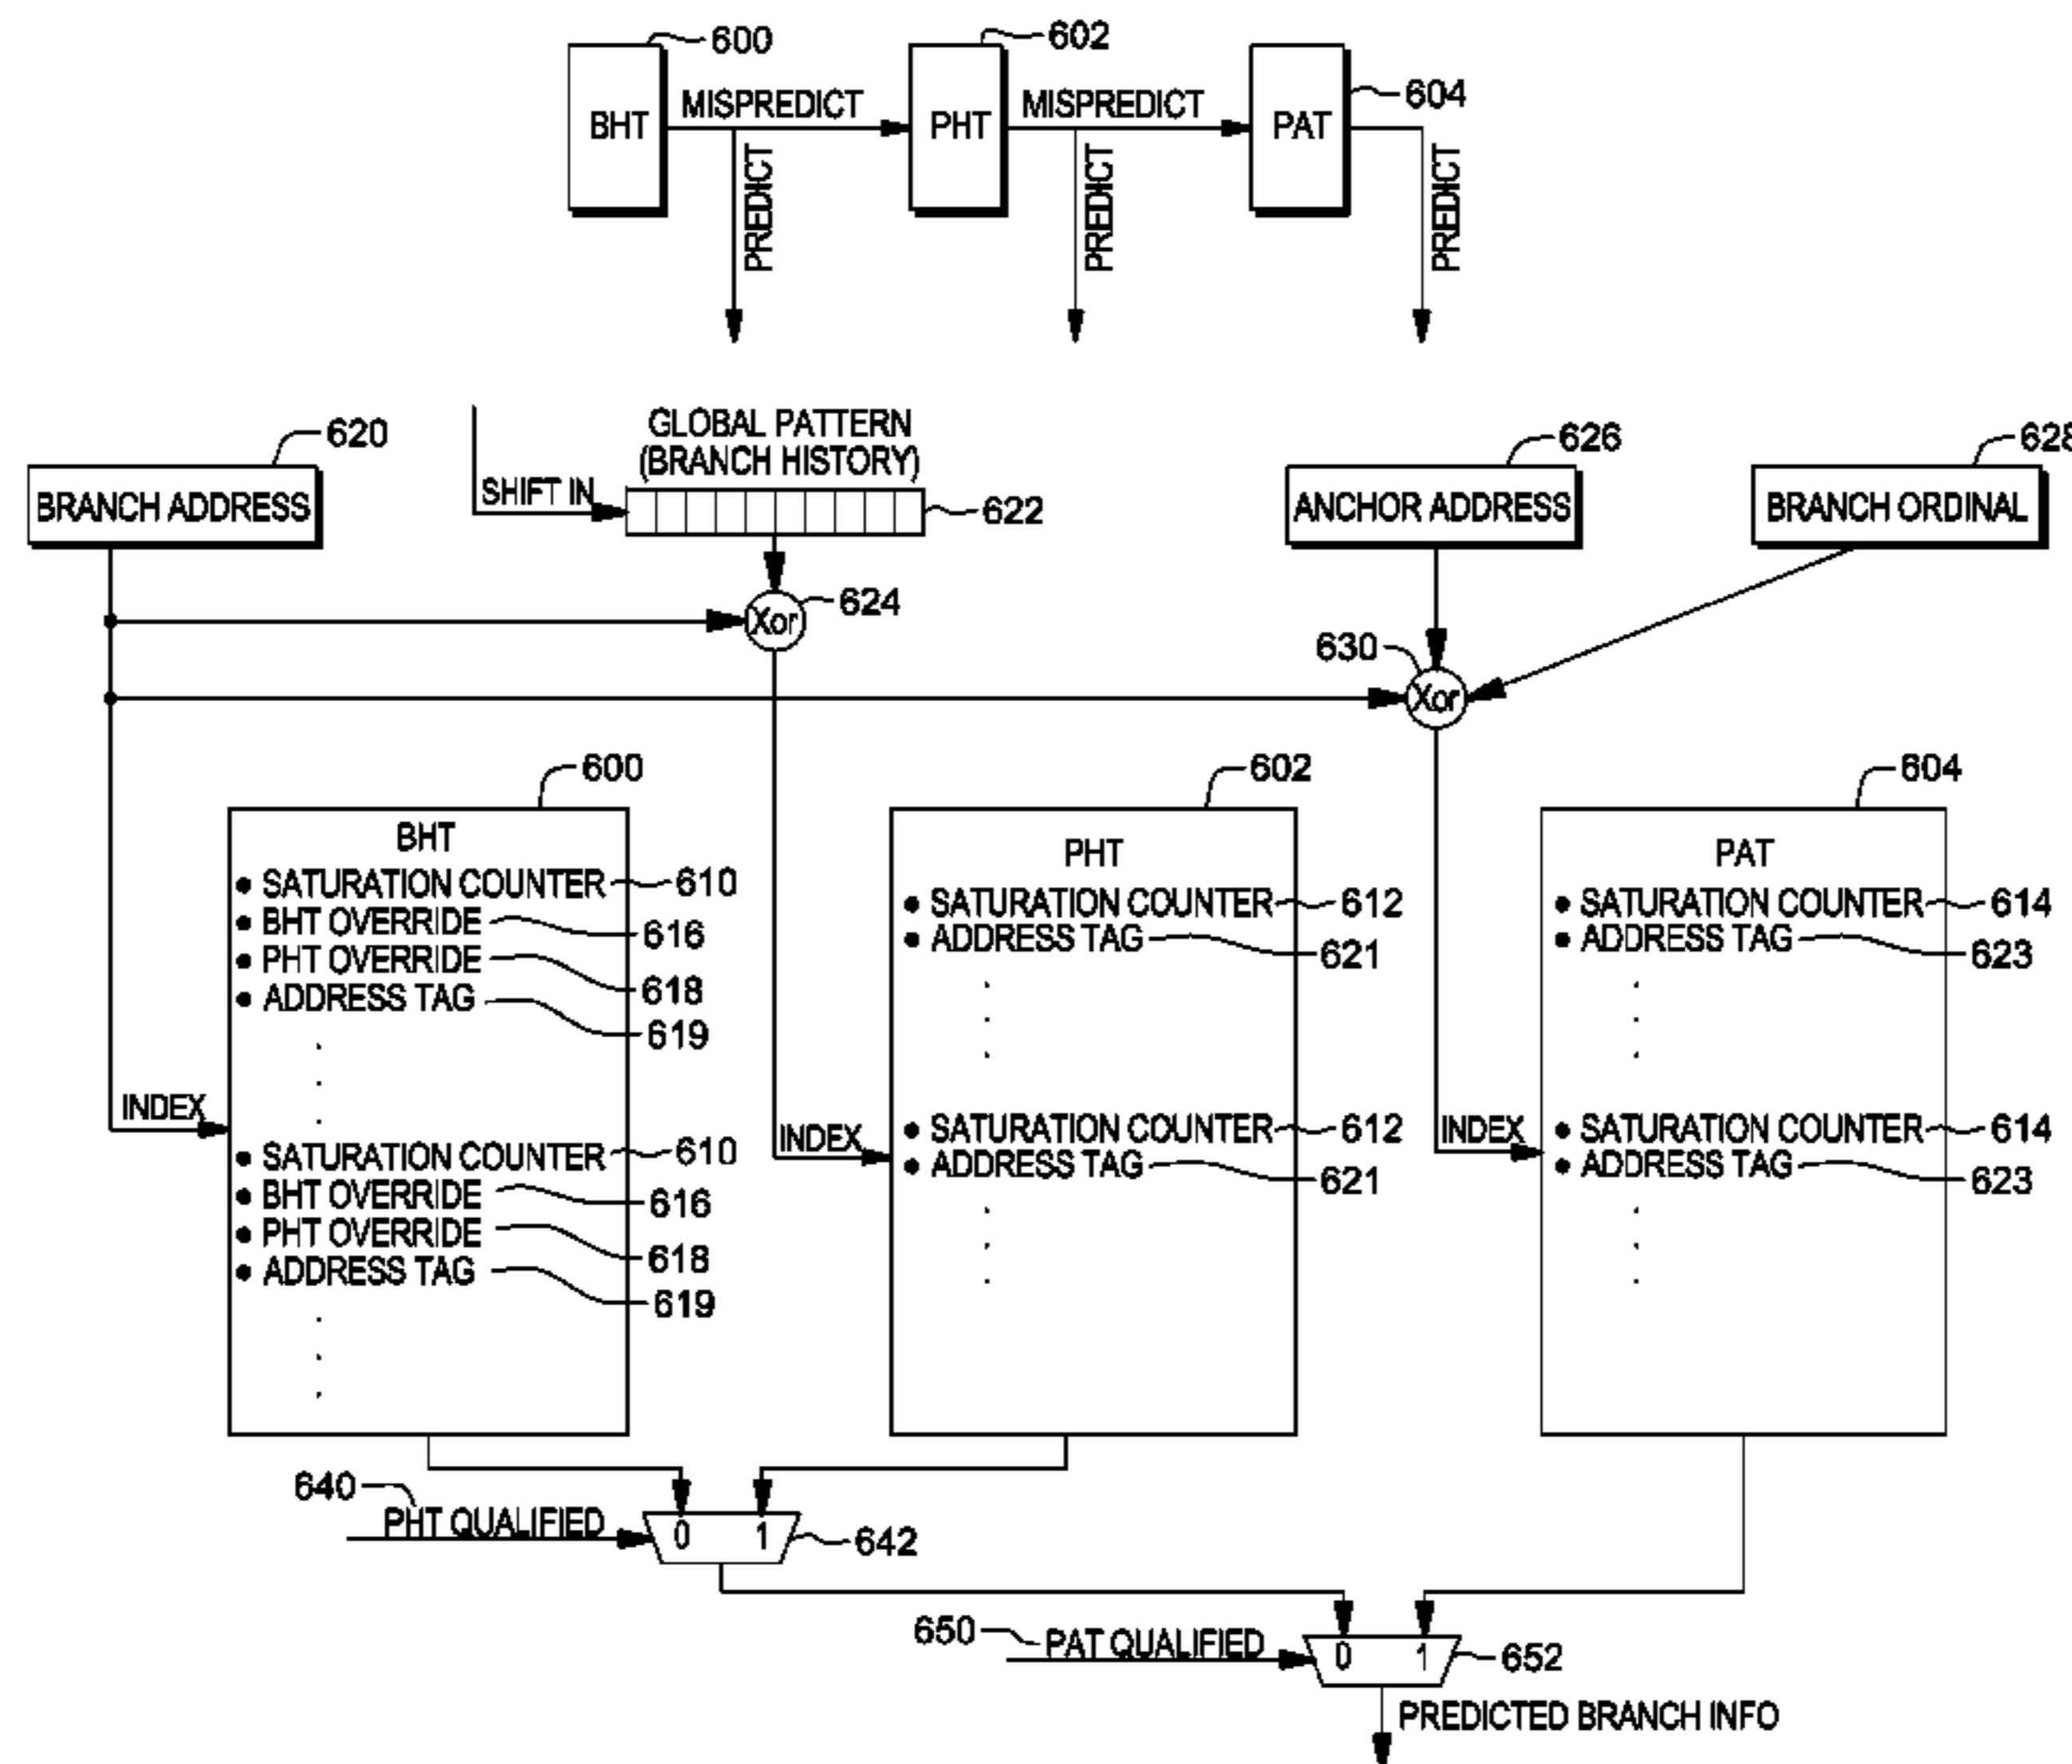 600
602
604
BHT
MISPREDICT
PHT
MISPREDICT
PAT
PREDICT
PREDICT
PREDICT
620
GLOBAL PATTERN
(BRANCH HISTORY)
626
628
BRANCH ADDRESS
SHIFT IN
622
ANCHOR ADDRESS
BRANCH ORDINAL
Xor
624
630
Xor
600
602
604
BHT
• SATURATION COUNTER 610
• BHT OVERRIDE 616
• PHT OVERRIDE 618
• ADDRESS TAG 619
INDEX
• SATURATION COUNTER 610
• BHT OVERRIDE 616
• PHT OVERRIDE 618
• ADDRESS TAG 619
PHT
• SATURATION COUNTER 612
• ADDRESS TAG 621
INDEX
• SATURATION COUNTER 612
• ADDRESS TAG 621
PAT
• SATURATION COUNTER 614
• ADDRESS TAG 623
INDEX
• SATURATION COUNTER 614
• ADDRESS TAG 623
640
PHT QUALIFIED
0 1
642
650
PAT QUALIFIED
0 1
652
PREDICTED BRANCH INFO